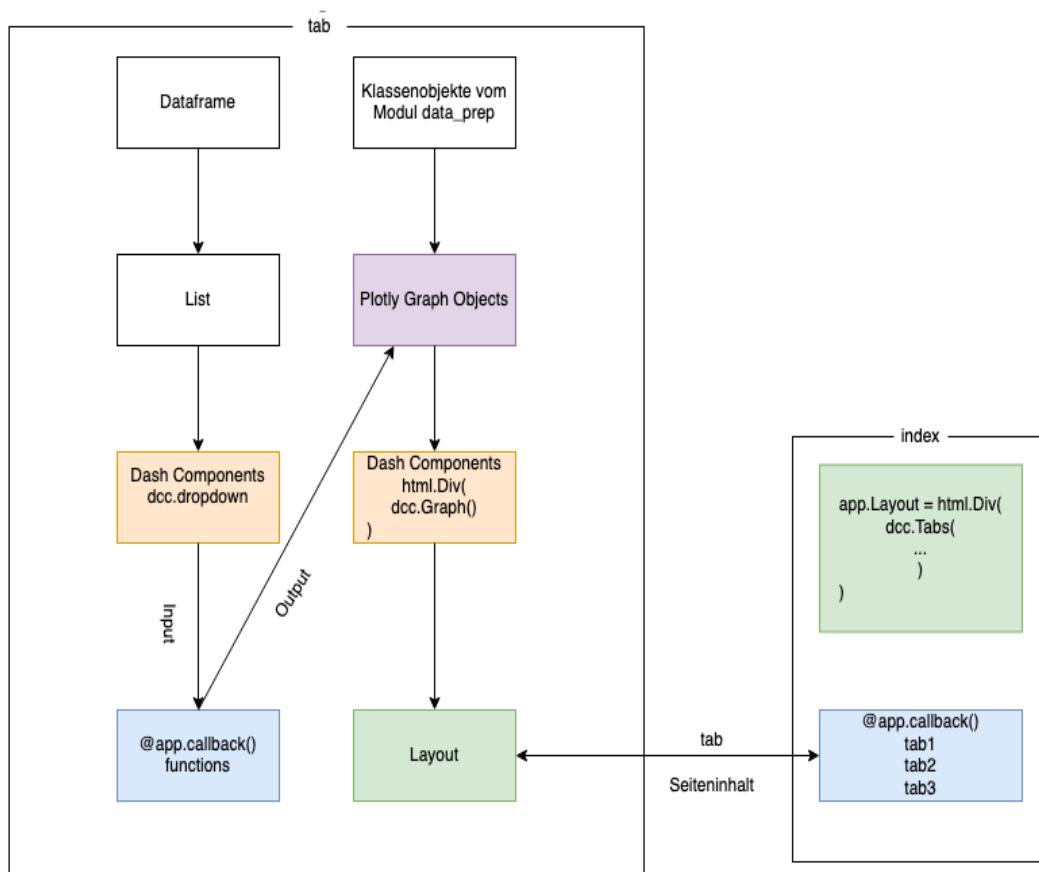 tab
Dataframe
Klassenobjekte vom
Modul data_prep
List
Plotly Graph Objects
Dash Components
dcc.dropdown
Dash Components
html.Div(
dcc.Graph()
)
Input
Output
@app.callback()
functions
Layout
tab
Seiteninhalt
index
app.Layout = html.Div(
dcc.Tabs(
...
)
)
@app.callback()
tab1
tab2
tab3